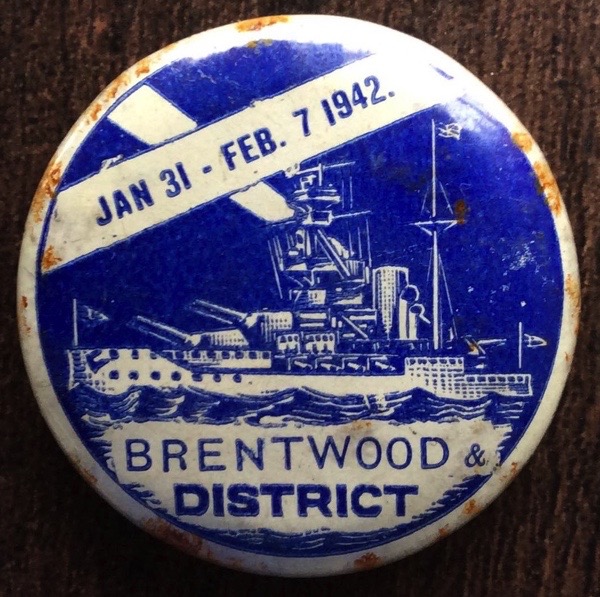 JAN 31 - FEB. 7 1942.
BRENTWOOD &
DISTRICT